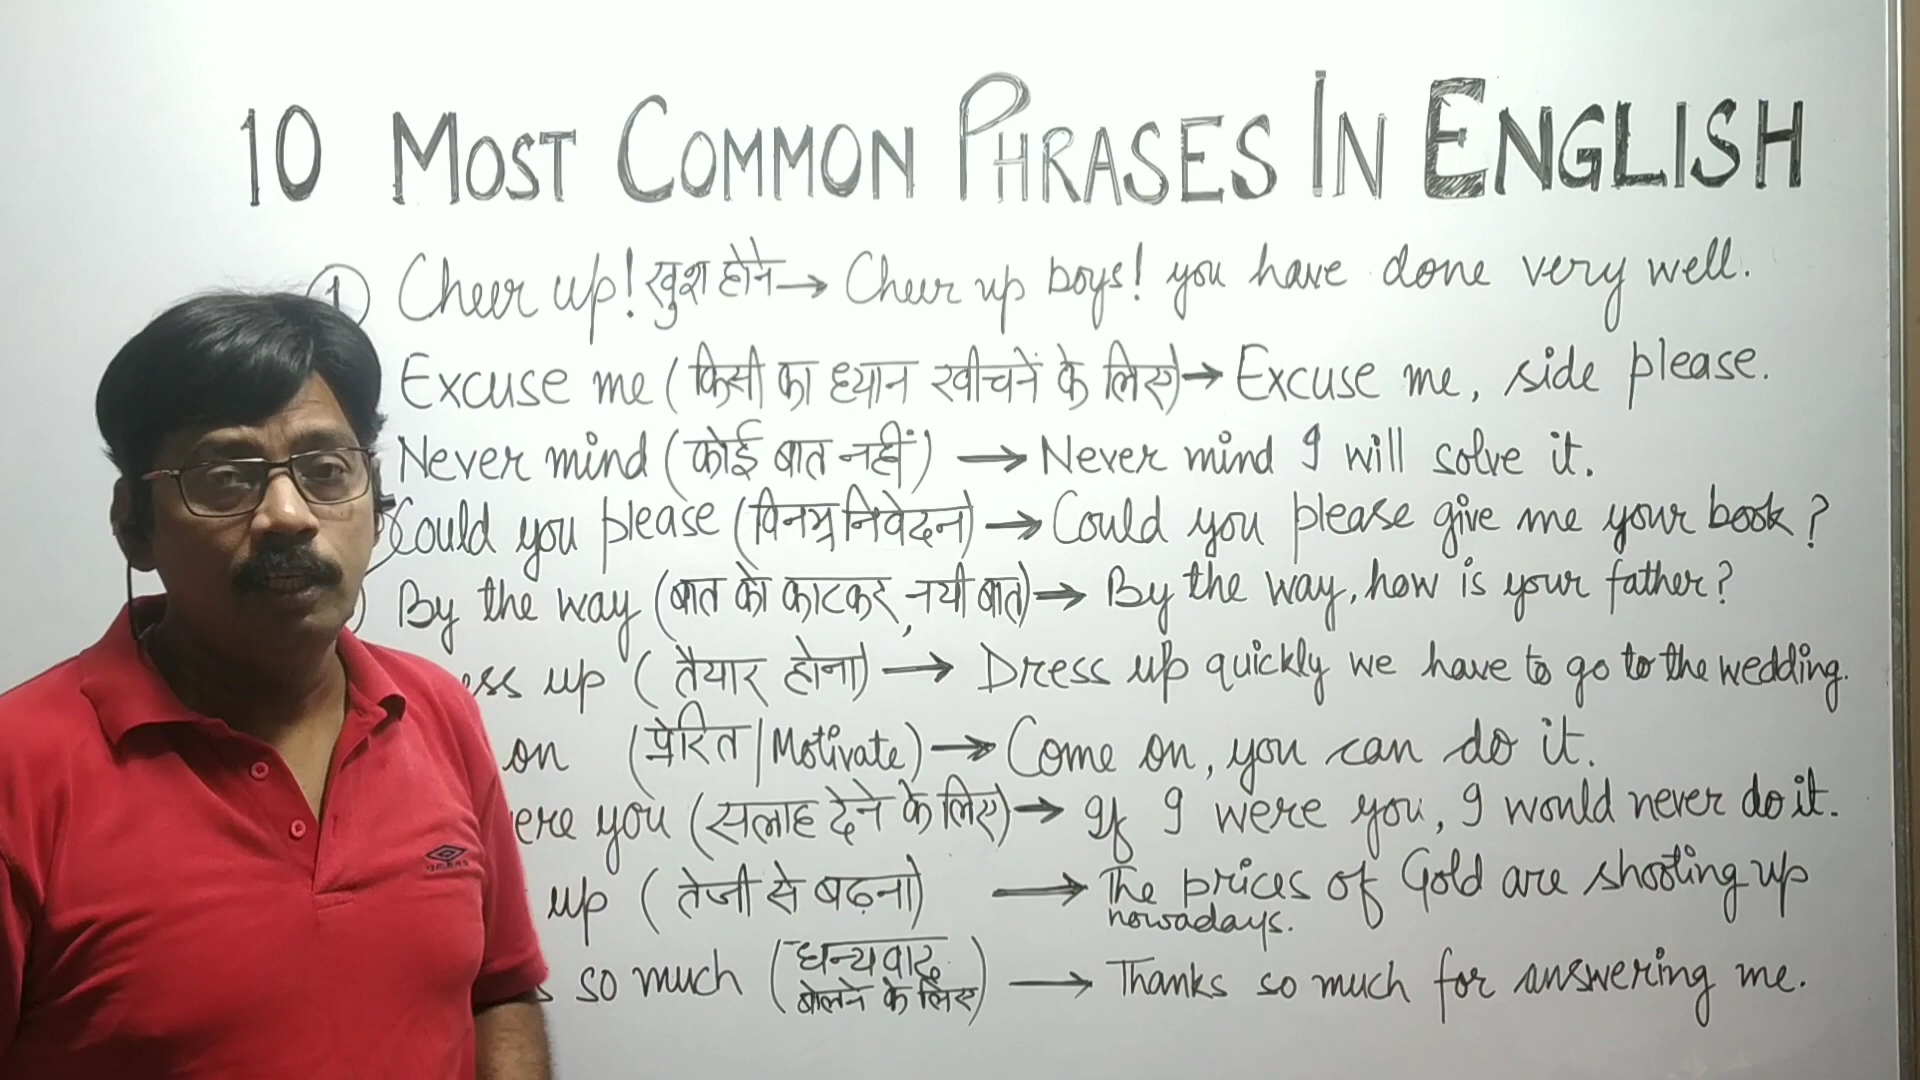 10 MOST COMMON PHRASES IN ENGLISH
① Cheer up! खुश होने → Cheer up boys! you have done very well.
Excuse me (किसी का ध्यान खीचनें के लिए) → Excuse me, side please.
Never mind (कोई बात नहीं) → Never mind I will solve it.
Could you please (विनम्र निवेदन) → Could you please give me your book?
By the way (बात को काटकर, नयी बात) → By the way, how is your father?
ess up (तैयार होना) → Dress up quickly we have to go to the wedding.
on (प्रेरित/Motivate) → Come on, you can do it.
ere you (सलाह देने के लिए) → If I were you, I would never do it.
up (तेजी से बढ़ना) → The prices of Gold are shooting up
nowadays.
s so much (धन्यवाद बोलने के लिए) → Thanks so much for answering me.